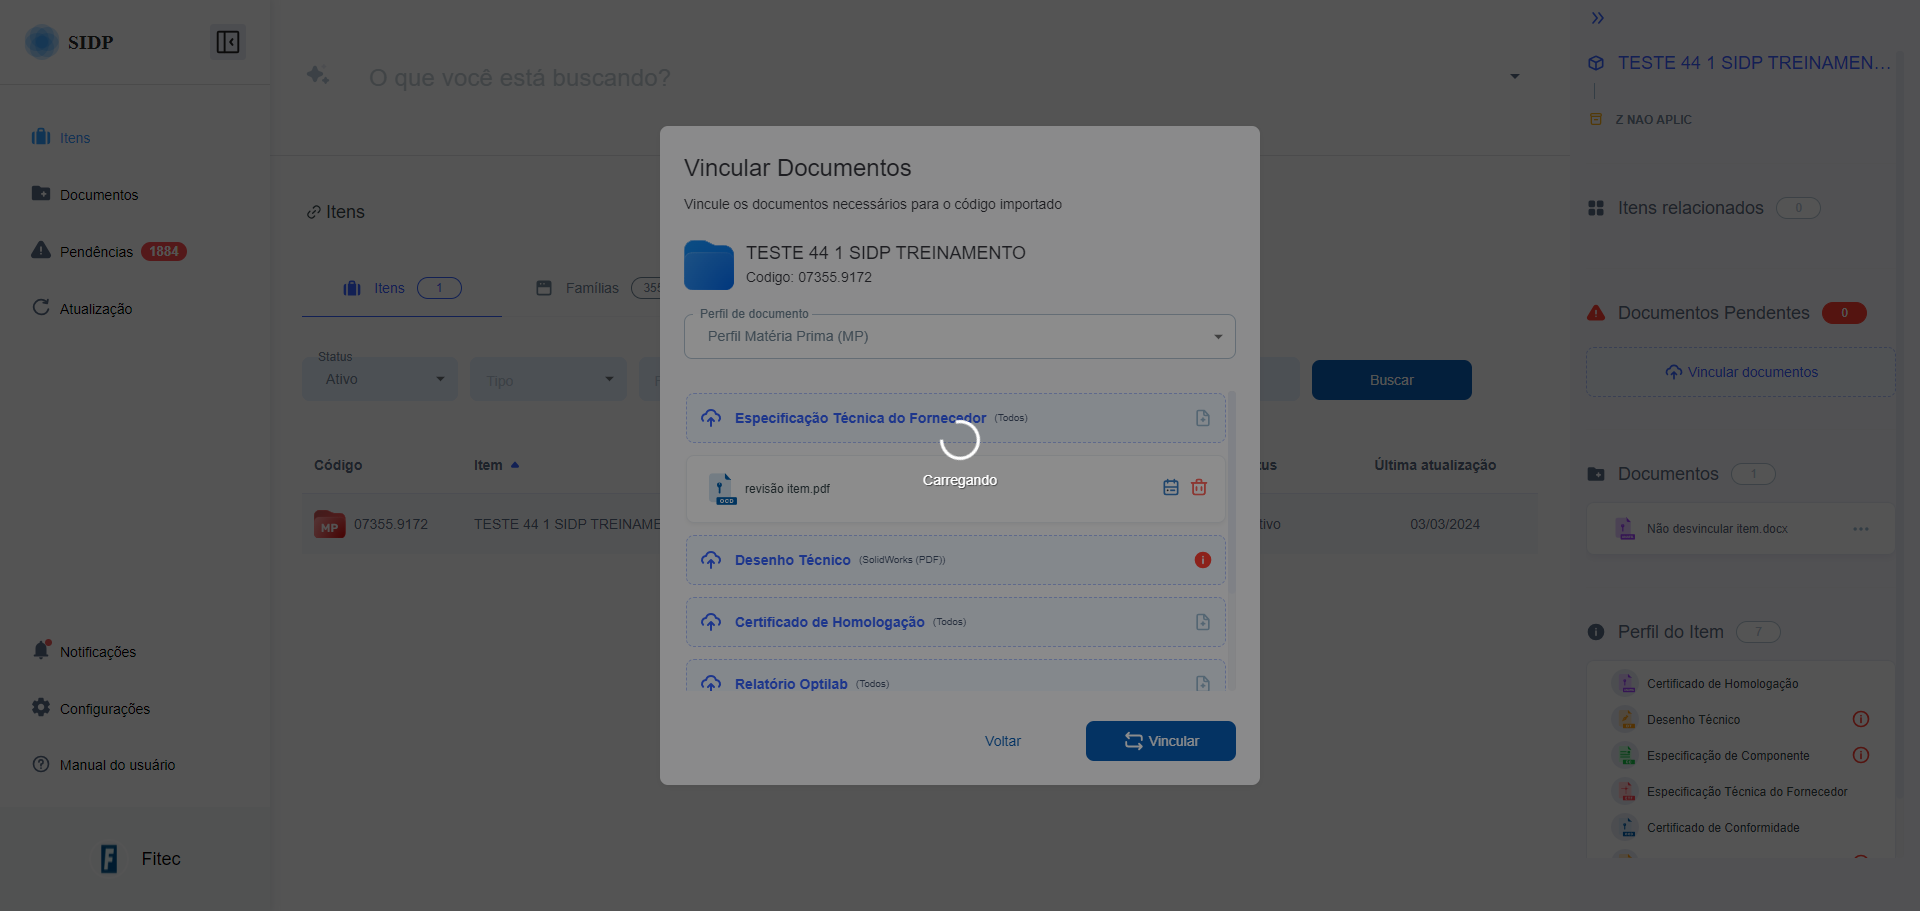 SIDP
Itens
Documentos
Pendências 1884
Atualização
Notificações
Configurações
Manual do usuário
Fitec
O que você está buscando?
Itens
Itens 1
Famílias
Status
Ativo
Tipo
Buscar
Código
Item
Última atualização
MP
07355.9172
TESTE 44 1 SIDP TREINAME
tivo
03/03/2024
Vincular Documentos
Vincule os documentos necessários para o código importado
TESTE 44 1 SIDP TREINAMENTO
Codigo: 07355.9172
Perfil de documento
Perfil Matéria Prima (MP)
Especificação Técnica do Fornecedor (Todos)
Carregando
OCD
revisão item.pdf
Desenho Técnico (SolidWorks (PDF))
Certificado de Homologação (Todos)
Relatório Optilab (Todos)
Voltar
Vincular
TESTE 44 1 SIDP TREINAMEN...
Z NAO APLIC
Itens relacionados 0
Documentos Pendentes 0
Vincular documentos
Documentos 1
Não desvincular item.docx
Perfil do Item 7
Certificado de Homologação
Desenho Técnico
Especificação de Componente
Especificação Técnica do Fornecedor
Certificado de Conformidade